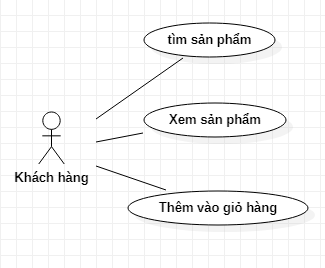 tìm sản phẩm
Xem sản phẩm
Khách hàng
Thêm vào giỏ hàng